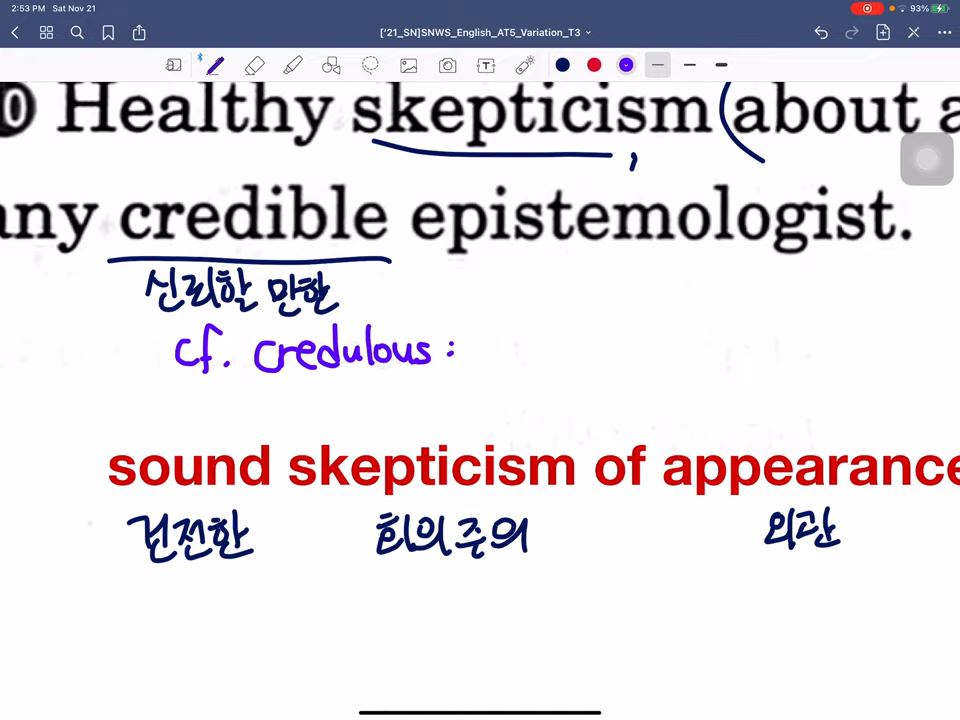 2:53 PM Sat Nov 21
93%
['21_SN]SNWS_English_AT5_Variation_T3
0 Healthy skepticism (about a
any credible epistemologist.
신뢰할 만한
cf. credulous :
sound skepticism of appearance
건전한 회의주의 외관